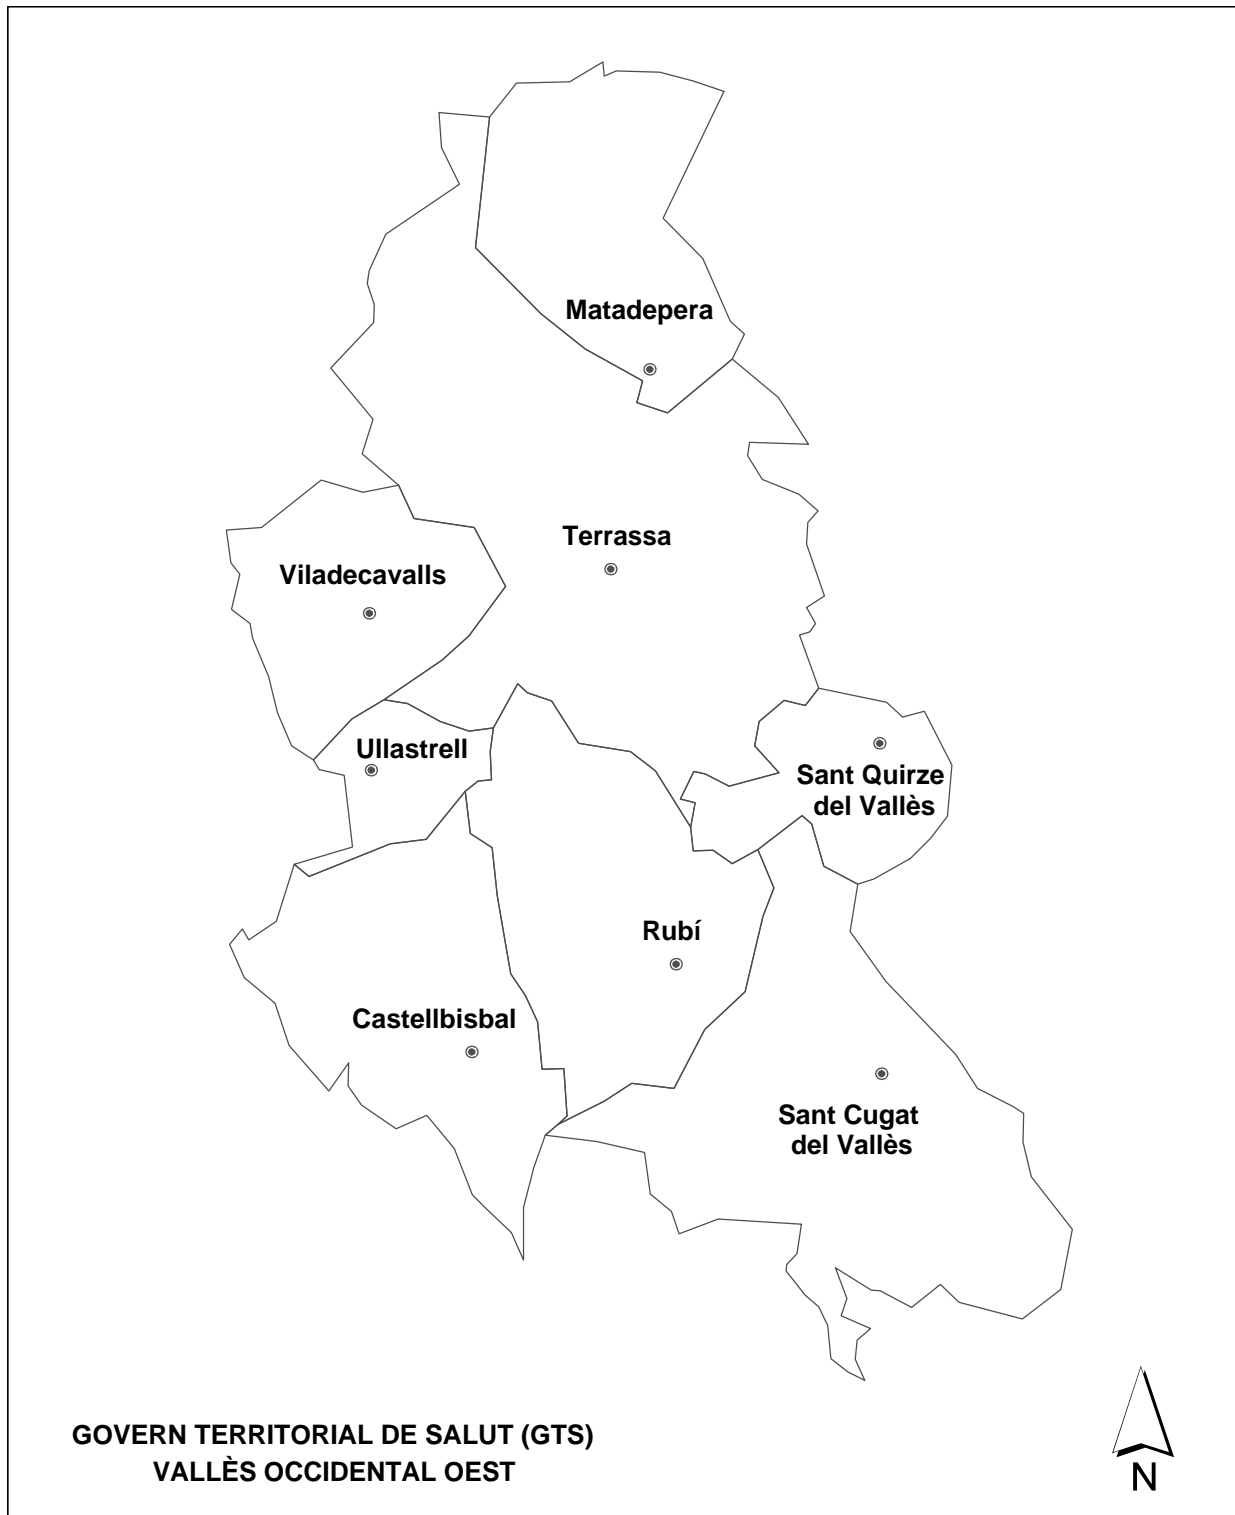 Matadepera
Terrassa
Viladecavalls
Ullastrell
Sant Quirze
del Vallès
Rubí
Castellbisbal
Sant Cugat
del Vallès
GOVERN TERRITORIAL DE SALUT (GTS)
VALLÈS OCCIDENTAL OEST
N